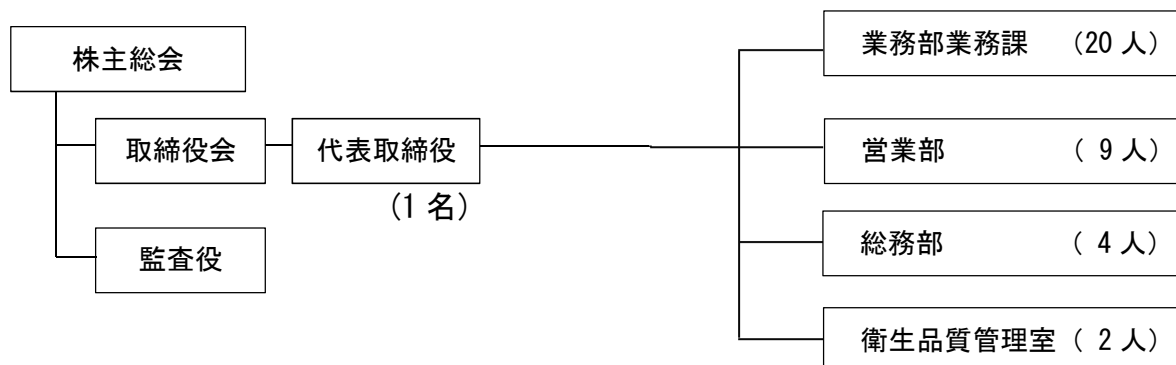 株主総会
取締役会
代表取締役
(1 名)
監査役
業務部業務課 (20 人)
営業部 ( 9 人)
総務部 ( 4 人)
衛生品質管理室 ( 2 人)